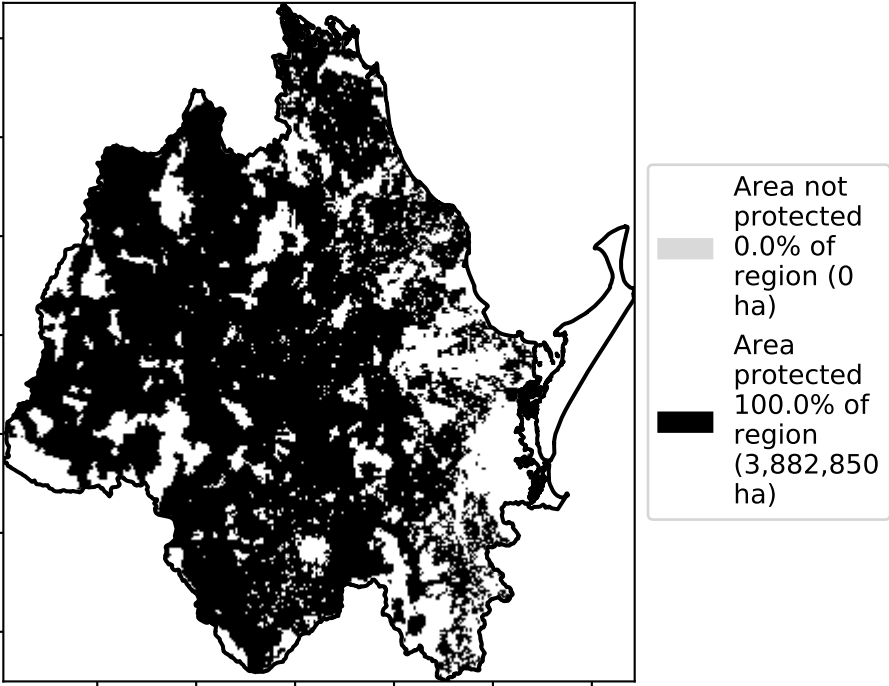 Area not
protected
0.0% of
region (0
ha)
Area
protected
100.0% of
region
(3,882,850
ha)